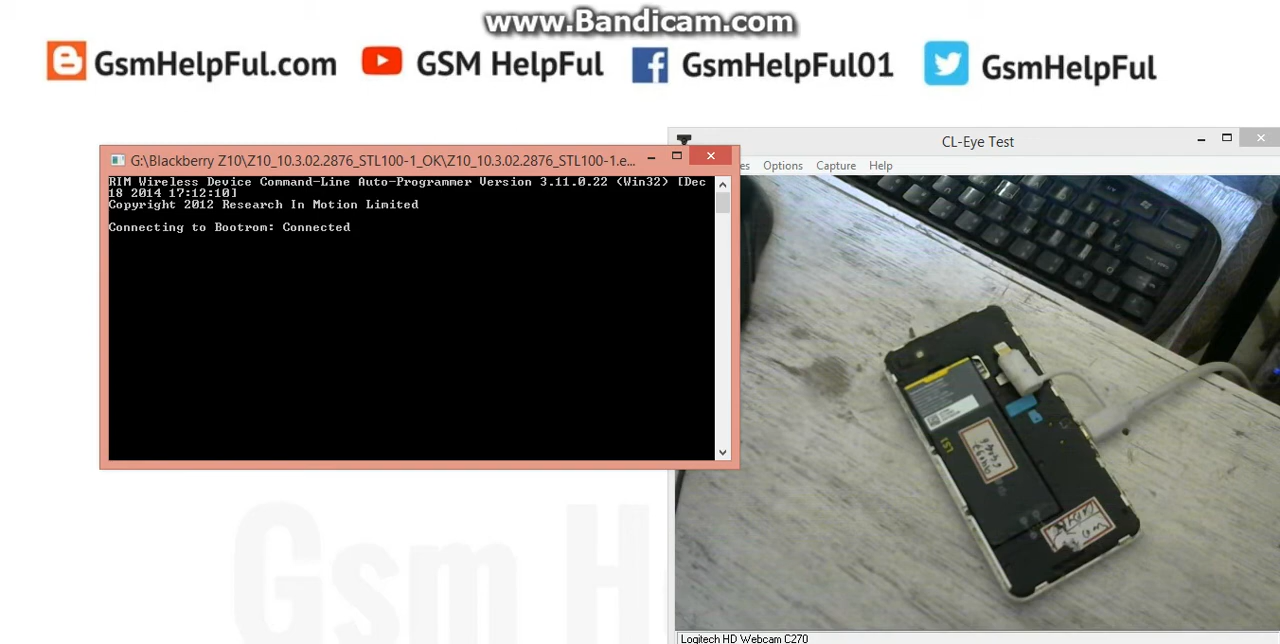 www.Bandicam.com
GsmHelpFul.com
GSM HelpFul
GsmHelpFul01
GsmHelpFul
CL-Eye Test
G:\Blackberry Z10\Z10_10.3.02.2876_STL100-1_OK\Z10_10.3.02.2876_STL100-1.e...
es Options Capture Help
RIM Wireless Device Command-Line Auto-Programmer Version 3.11.0.22 (Win32) [Dec
18 2014 17:12:10]
Copyright 2012 Research In Motion Limited
Connecting to Bootrom: Connected
LS1
Gsm H
Logitech HD Webcam C270